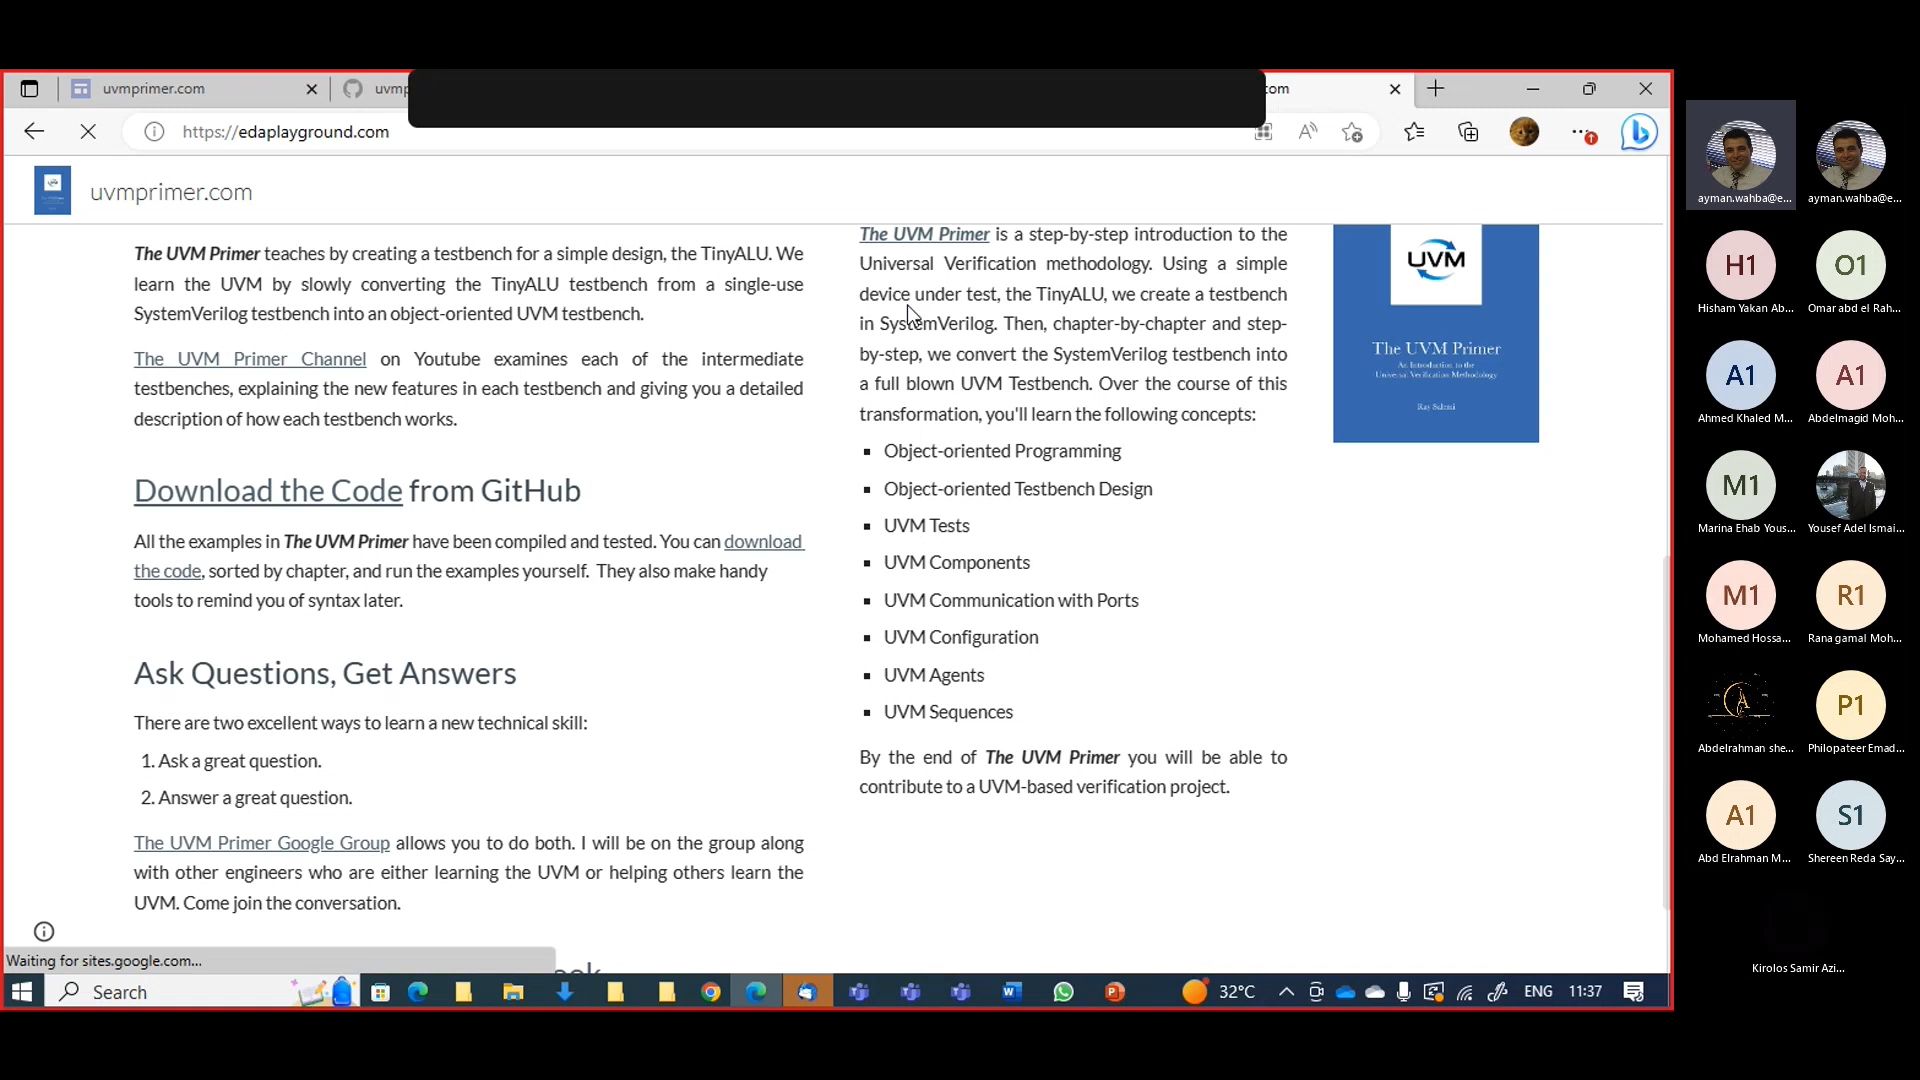 uvmprimer.com
uvmp
com
https://edaplayground.com
uvmprimer.com
The UVM Primer teaches by creating a testbench for a simple design, the TinyALU. We
learn the UVM by slowly converting the TinyALU testbench from a single-use
SystemVerilog testbench into an object-oriented UVM testbench.
The UVM Primer Channel on Youtube examines each of the intermediate
testbenches, explaining the new features in each testbench and giving you a detailed
description of how each testbench works.
Download the Code from GitHub
All the examples in The UVM Primer have been compiled and tested. You can download
the code, sorted by chapter, and run the examples yourself. They also make handy
tools to remind you of syntax later.
Ask Questions, Get Answers
There are two excellent ways to learn a new technical skill:
1. Ask a great question.
2. Answer a great question.
The UVM Primer Google Group allows you to do both. I will be on the group along
with other engineers who are either learning the UVM or helping others learn the
UVM. Come join the conversation.
The UVM Primer is a step-by-step introduction to the
Universal Verification methodology. Using a simple
device under test, the TinyALU, we create a testbench
in SystemVerilog. Then, chapter-by-chapter and step-
by-step, we convert the SystemVerilog testbench into
a full blown UVM Testbench. Over the course of this
transformation, you'll learn the following concepts:
Object-oriented Programming
Object-oriented Testbench Design
UVM Tests
UVM Components
UVM Communication with Ports
UVM Configuration
UVM Agents
UVM Sequences
By the end of The UVM Primer you will be able to
contribute to a UVM-based verification project.
UVM
The UVM Primer
An Introduction to the
Universal Verification Methodology
Ray Salemi
Waiting for sites.google.com...
Search
32°C
ENG
11:37
ayman.wahba@e...
ayman.wahba@e...
H1
Hisham Yakan Ab...
O1
Omar abd el Rah...
A1
Ahmed Khaled M...
A1
Abdelmagid Moh...
M1
Marina Ehab Yous...
Yousef Adel Ismai...
M1
Mohamed Hossa...
R1
Rana gamal Moh...
Abdelrahman she...
P1
Philopateer Emad...
A1
Abd Elrahman M...
S1
Shereen Reda Say...
Kirolos Samir Azi...